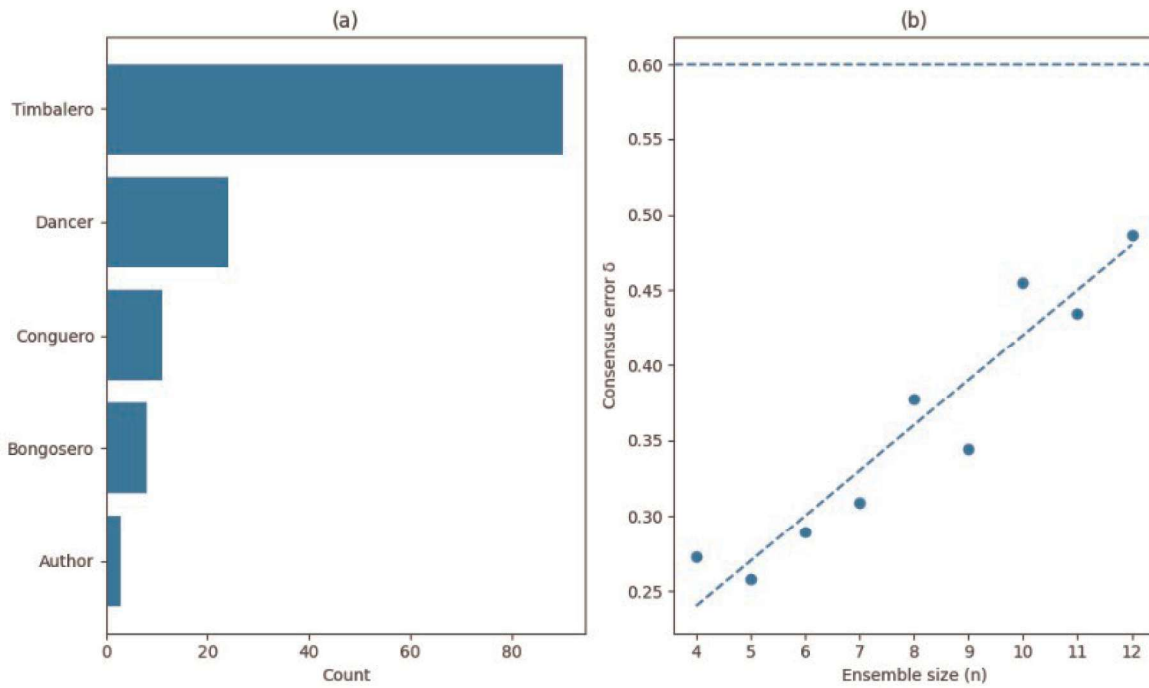 (a)
Timbalero
Dancer
Conguero
Bongosero
Author
0 20 40 60 80
Count
(b)
0.60
0.55
0.50
0.45
0.40
0.35
0.30
0.25
Consensus error δ
4 5 6 7 8 9 10 11 12
Ensemble size (n)